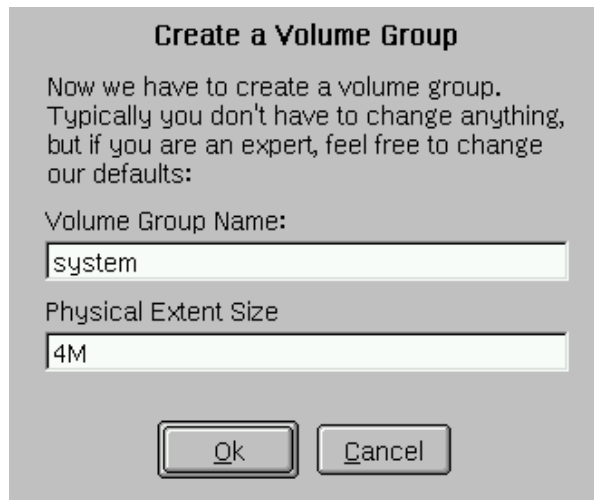 Create a Volume Group
Now we have to create a volume group.
Typically you don't have to change anything,
but if you are an expert, feel free to change
our defaults:
Volume Group Name:
system
Physical Extent Size
4M
Ok Cancel